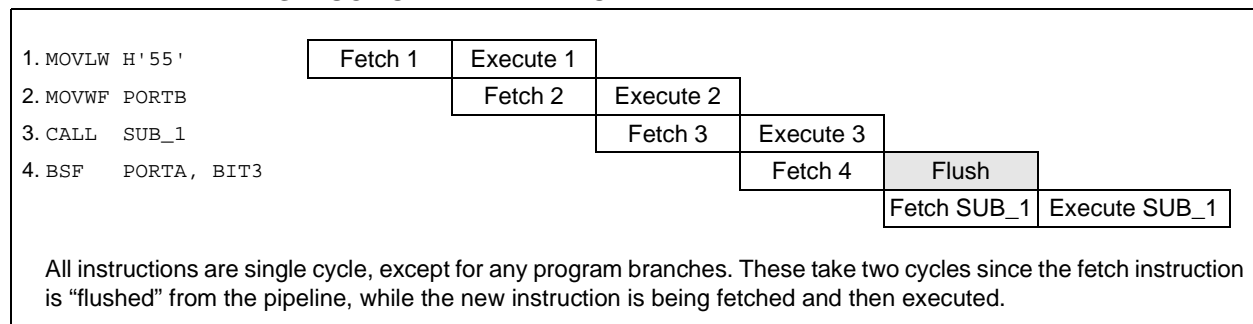 1. MOVLW H'55' Fetch 1 Execute 1
2. MOVWF PORTB Fetch 2 Execute 2
3. CALL SUB_1 Fetch 3 Execute 3
4. BSF PORTA, BIT3 Fetch 4 Flush
Fetch SUB_1 Execute SUB_1
All instructions are single cycle, except for any program branches. These take two cycles since the fetch instruction
is “flushed” from the pipeline, while the new instruction is being fetched and then executed.